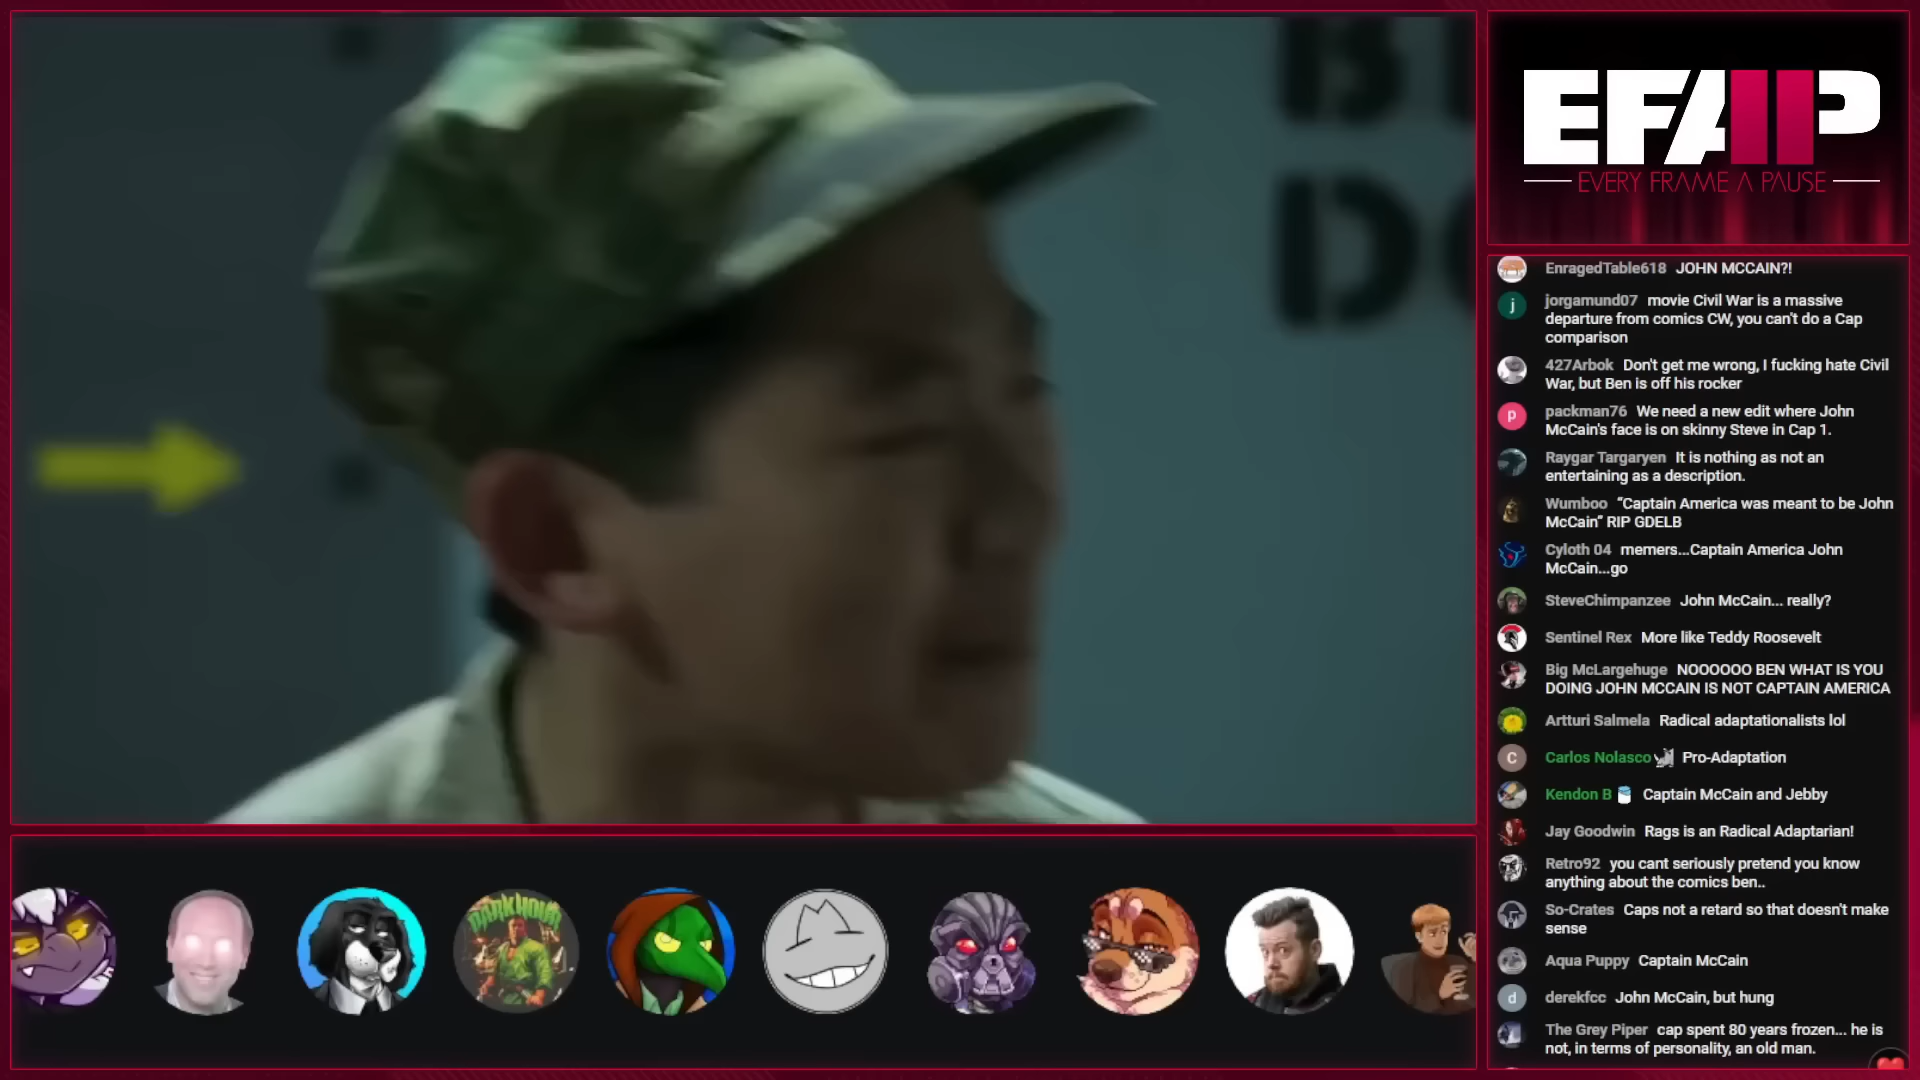 B
D
EFAP
EVERY FRAME A PAUSE
EnragedTable618 JOHN MCCAIN?!
jorgamund07 movie Civil War is a massive
departure from comics CW, you can't do a Cap
comparison
427Arbok Don't get me wrong, I fucking hate Civil
War, but Ben is off his rocker
packman76 We need a new edit where John
McCain's face is on skinny Steve in Cap 1.
Raygar Targaryen It is nothing as not an
entertaining as a description.
Wumboo “Captain America was meant to be John
McCain” RIP GDELB
Cyloth 04 memers...Captain America John
McCain...go
SteveChimpanzee John McCain... really?
Sentinel Rex More like Teddy Roosevelt
Big McLargehuge NOOOOOO BEN WHAT IS YOU
DOING JOHN MCCAIN IS NOT CAPTAIN AMERICA
Artturi Salmela Radical adaptationalists lol
Carlos Nolasco Pro-Adaptation
Kendon B Captain McCain and Jebby
Jay Goodwin Rags is an Radical Adaptarian!
Retro92 you cant seriously pretend you know
anything about the comics ben..
So-Crates Caps not a retard so that doesn't make
sense
Aqua Puppy Captain McCain
derekfcc John McCain, but hung
The Grey Piper cap spent 80 years frozen... he is
not, in terms of personality, an old man.
j
p
C
d
DARK HOUR